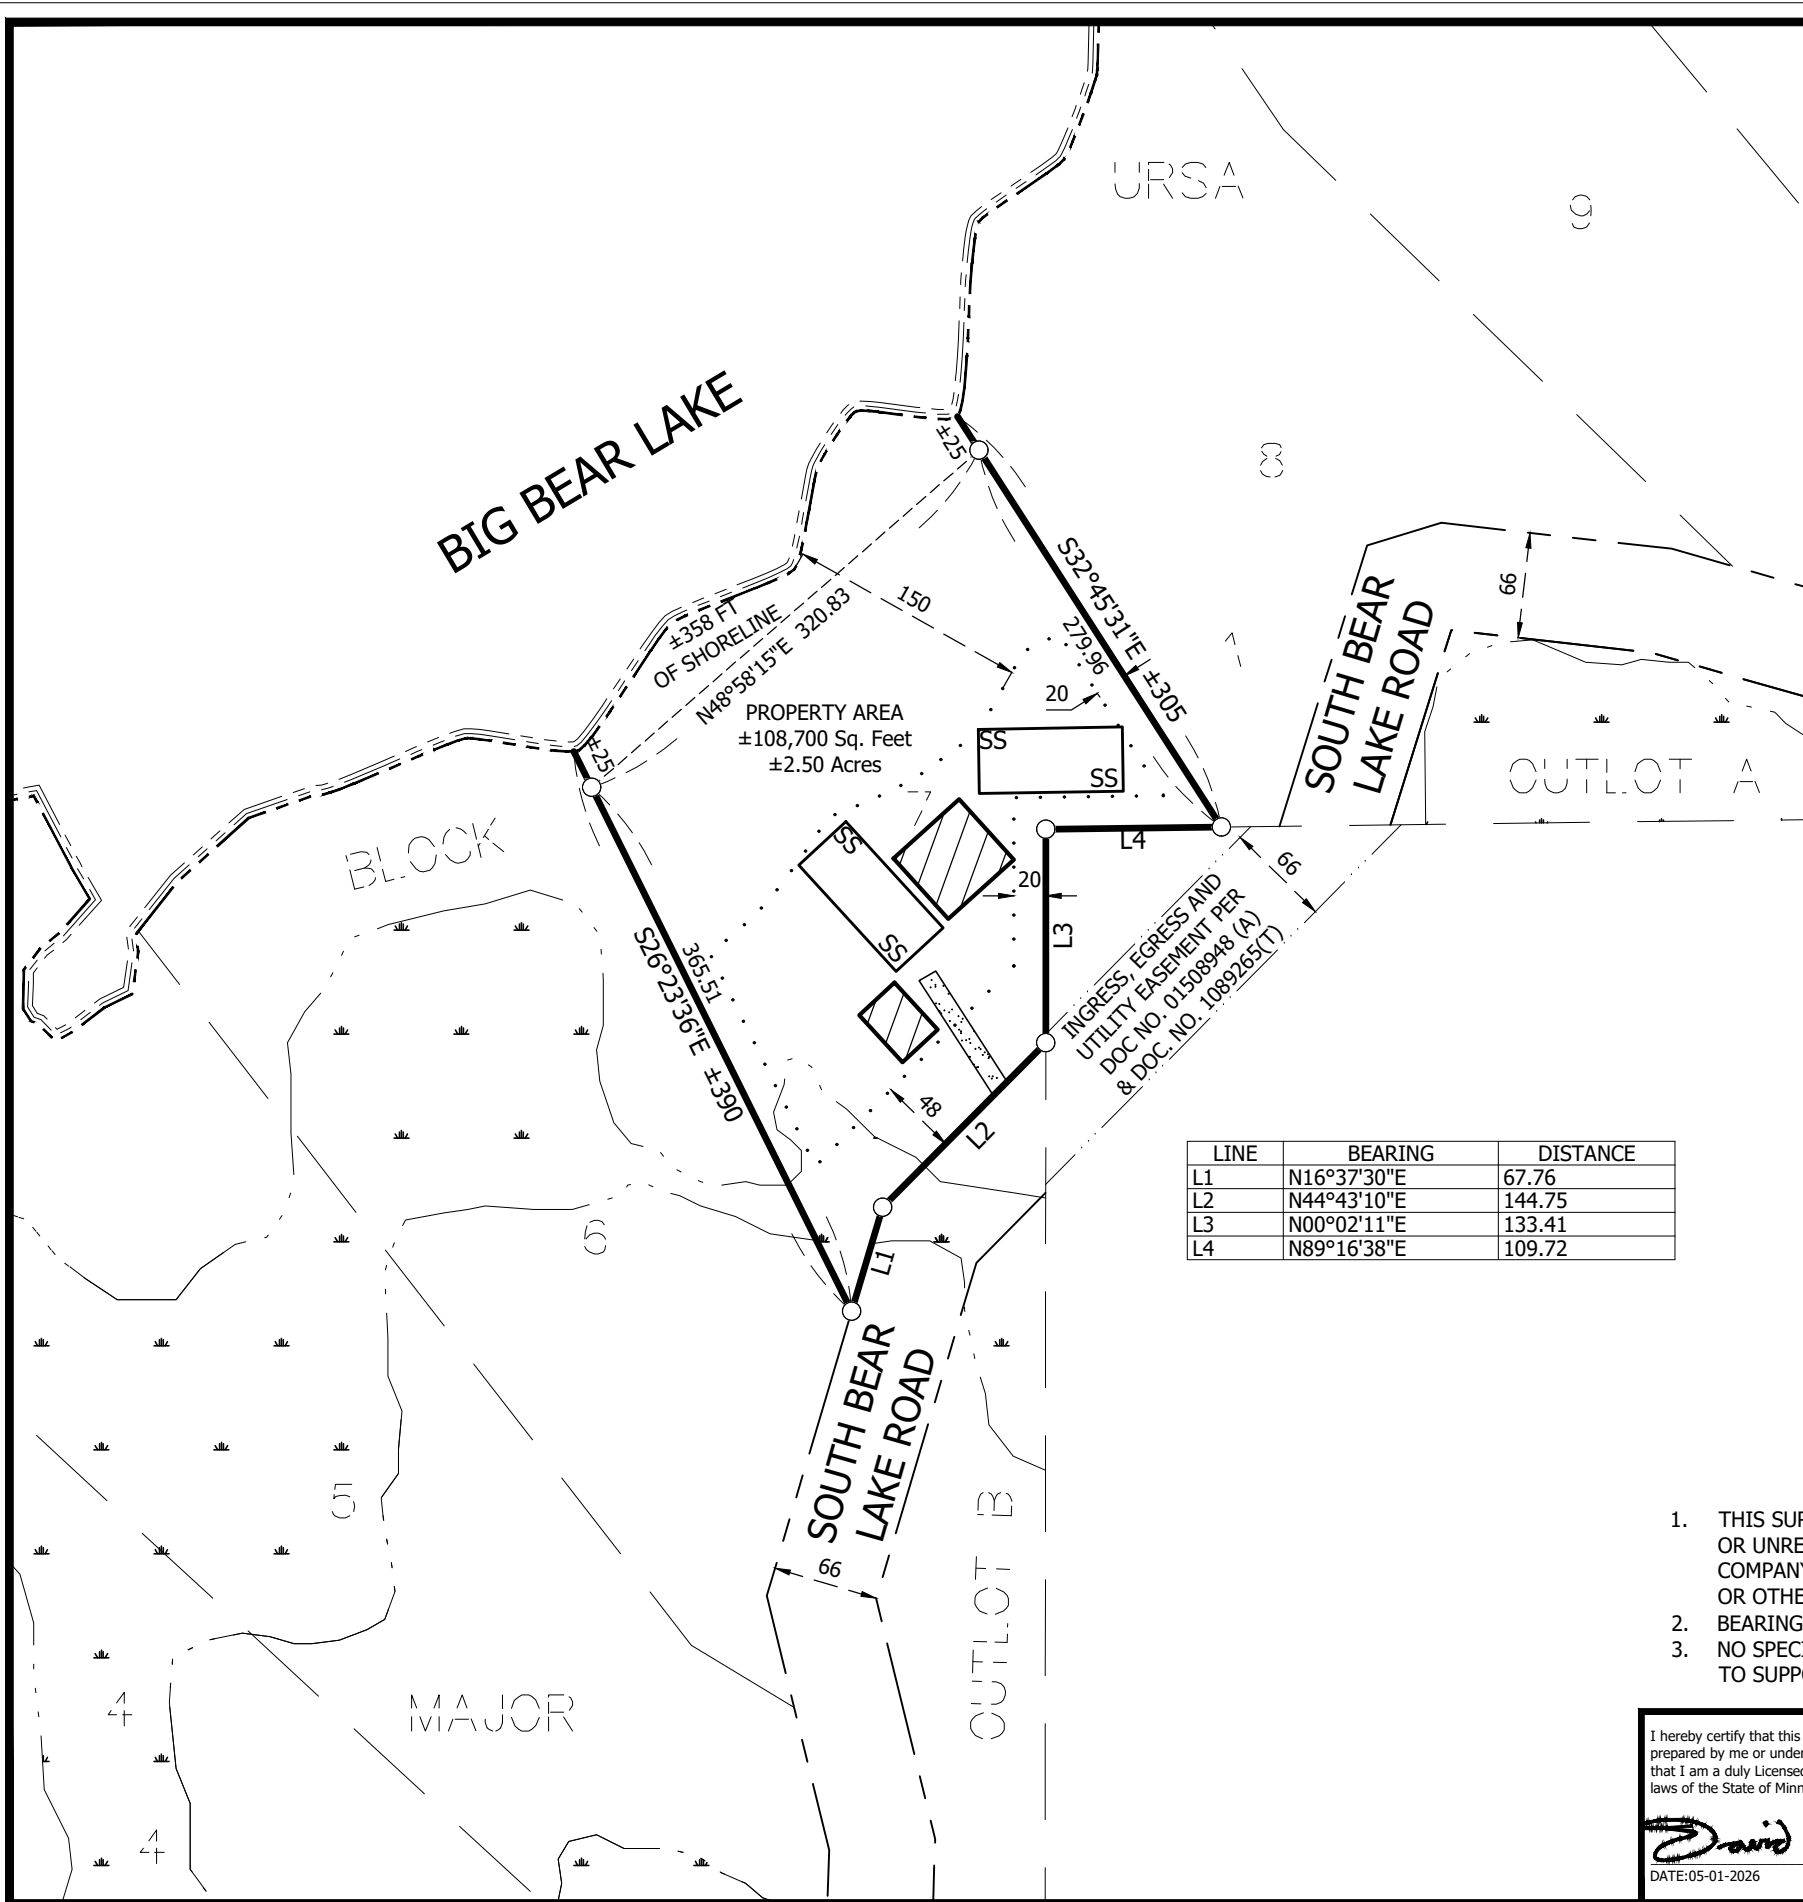 URSA
9
8
1
BIG BEAR LAKE
±25
S32°45'31"E ±305
279.96
150
±358 FT
OF SHORELINE
N48°58'15"E 320.83
±25
PROPERTY AREA
±108,700 Sq. Feet
±2.50 Acres
7
20
SS
SS
SS
SS
20
L4
L3
66
SOUTH BEAR
LAKE ROAD
66
OUTLOT A
BLOCK
S26°23'36"E ±390
365.51
INGRESS, EGRESS AND
UTILITY EASEMENT PER
DOC NO. 01508948 (A)
& DOC. NO. 1089265(T)
48
L2
L1
LINE BEARING DISTANCE
L1 N16°37'30"E 67.76
L2 N44°43'10"E 144.75
L3 N00°02'11"E 133.41
L4 N89°16'38"E 109.72
6
SOUTH BEAR
LAKE ROAD
66
5
OUTLOT B
4
MAJOR
4
1. THIS SUR
OR UNRE
COMPANY
OR OTHE
2. BEARING
3. NO SPECI
TO SUPPO
I hereby certify that this
prepared by me or under
that I am a duly Licensed
laws of the State of Minn
David
DATE:05-01-2026